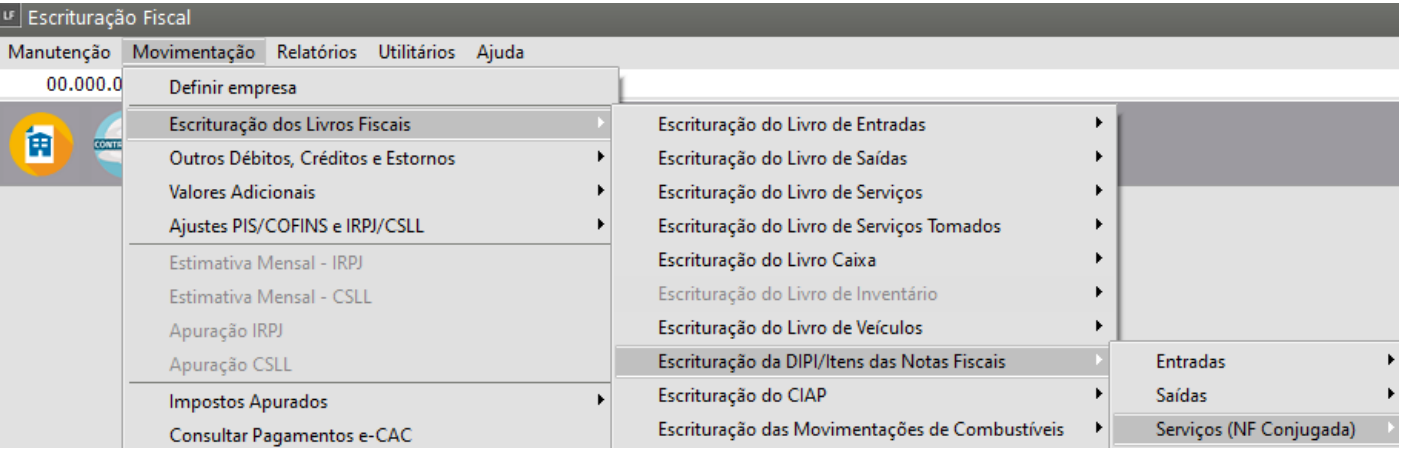 LF Escrituração Fiscal
Manutenção Movimentação Relatórios Utilitários Ajuda
00.000.0
Definir empresa
Escrituração dos Livros Fiscais
Outros Débitos, Créditos e Estornos
Valores Adicionais
Ajustes PIS/COFINS e IRPJ/CSLL
Estimativa Mensal - IRPJ
Estimativa Mensal - CSLL
Apuração IRPJ
Apuração CSLL
Impostos Apurados
Consultar Pagamentos e-CAC
Escrituração do Livro de Entradas
Escrituração do Livro de Saídas
Escrituração do Livro de Serviços
Escrituração do Livro de Serviços Tomados
Escrituração do Livro Caixa
Escrituração do Livro de Inventário
Escrituração do Livro de Veículos
Escrituração da DIPI/Itens das Notas Fiscais
Escrituração do CIAP
Escrituração das Movimentações de Combustíveis
Entradas
Saídas
Serviços (NF Conjugada)